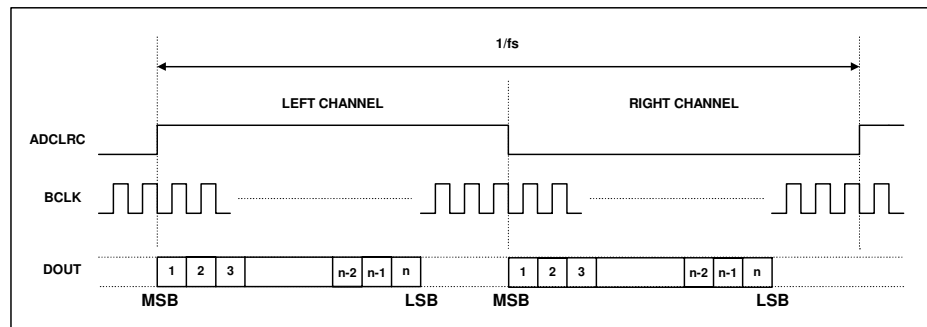 1/fs
LEFT CHANNEL RIGHT CHANNEL
ADCLRC
BCLK
DOUT 1 2 3 n-2 n-1 n 1 2 3 n-2 n-1 n
MSB LSB MSB LSB